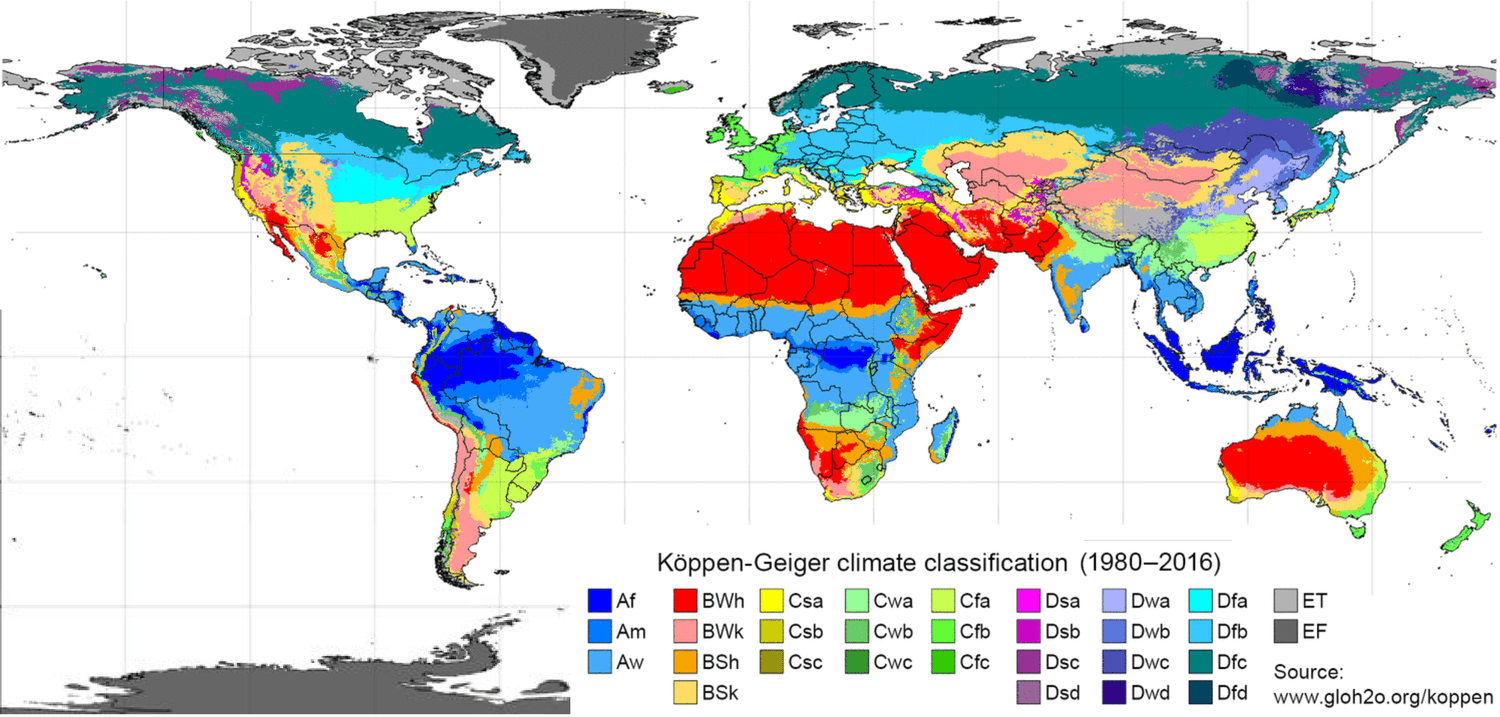 Köppen-Geiger climate classification (1980–2016)
Af BWh Csa Cwa Cfa Dsa Dwa Dfa ET
Am BWk Csb Cwb Cfb Dsb Dwb Dfb EF
Aw BSh Csc Cwc Cfc Dsc Dwc Dfc
BSk Dsd Dwd Dfd
Source:
www.gloh2o.org/koppen